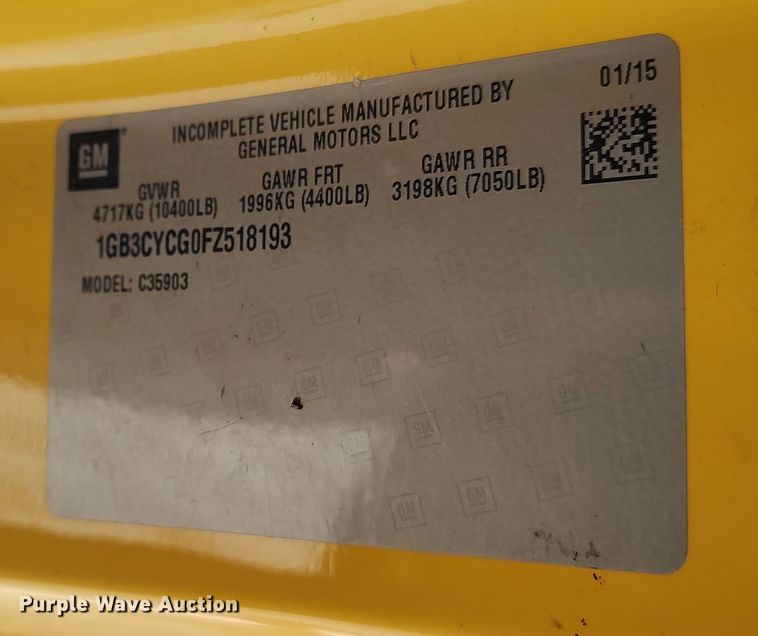 01/15
GM
INCOMPLETE VEHICLE MANUFACTURED BY
GENERAL MOTORS LLC
GVWR GAWR FRT GAWR RR
4717KG (10400LB) 1996KG (4400LB) 3198KG (7050LB)
1GB3CYCG0FZ518193
MODEL: C35903
Purple Wave Auction